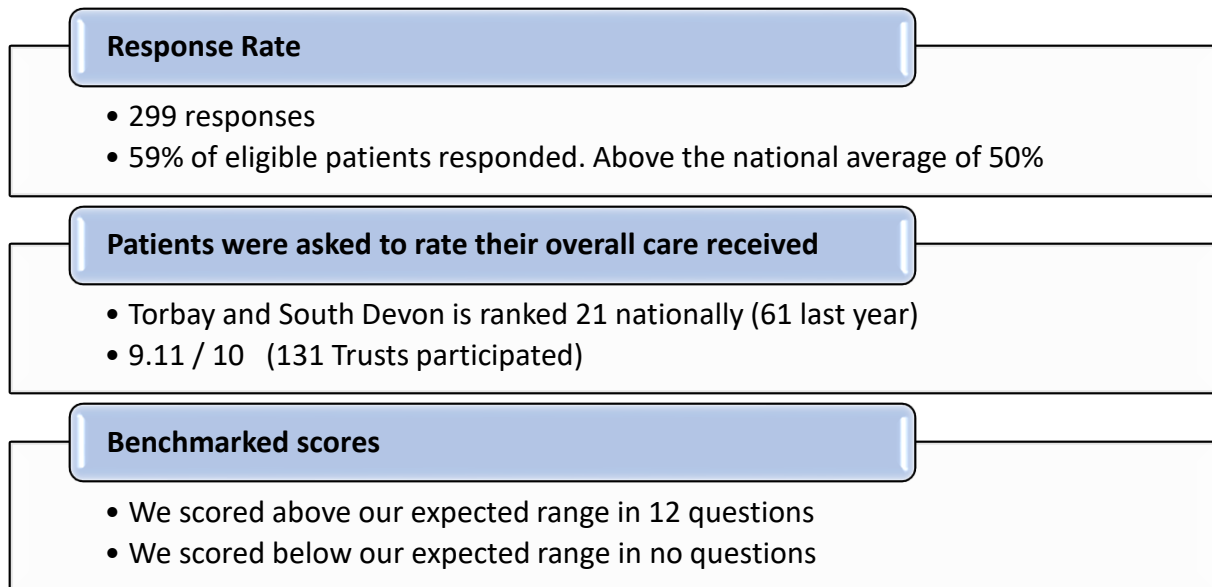 Response Rate
• 299 responses
• 59% of eligible patients responded. Above the national average of 50%
Patients were asked to rate their overall care received
• Torbay and South Devon is ranked 21 nationally (61 last year)
• 9.11 / 10   (131 Trusts participated)
Benchmarked scores
• We scored above our expected range in 12 questions
• We scored below our expected range in no questions